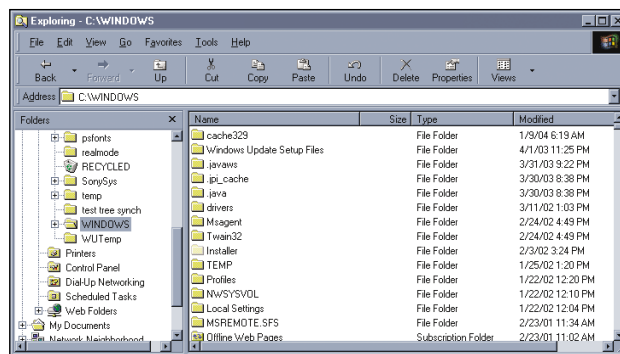 Exploring - C:\WINDOWS
File Edit View Go Favorites Tools Help
Back Forward Up Cut Copy Paste Undo Delete Properties Views
Address C:\WINDOWS
Folders × Name Size Type Modified
psfonts
realmode
RECYCLED
SonySys
temp
test tree synch
WINDOWS
WUTemp
Printers
Control Panel
Dial-Up Networking
Scheduled Tasks
Web Folders
My Documents
Network Neighborhood
cache329 File Folder 1/9/04 6:19 AM
Windows Update Setup Files File Folder 4/1/03 11:25 PM
.javaws File Folder 3/31/03 9:22 PM
.jpi_cache File Folder 3/30/03 8:38 PM
.java File Folder 3/30/03 8:38 PM
drivers File Folder 3/11/02 1:03 PM
Msagent File Folder 2/24/02 4:49 PM
Twain32 File Folder 2/24/02 4:49 PM
Installer File Folder 2/3/02 3:24 PM
TEMP File Folder 1/25/02 1:20 PM
Profiles File Folder 1/22/02 12:20 PM
NWSYSVOL File Folder 1/22/02 12:10 PM
Local Settings File Folder 1/22/02 12:04 PM
MSREMOTE.SFS File Folder 2/23/01 11:34 AM
Offline Web Pages Subscription Folder 2/23/01 11:02 AM